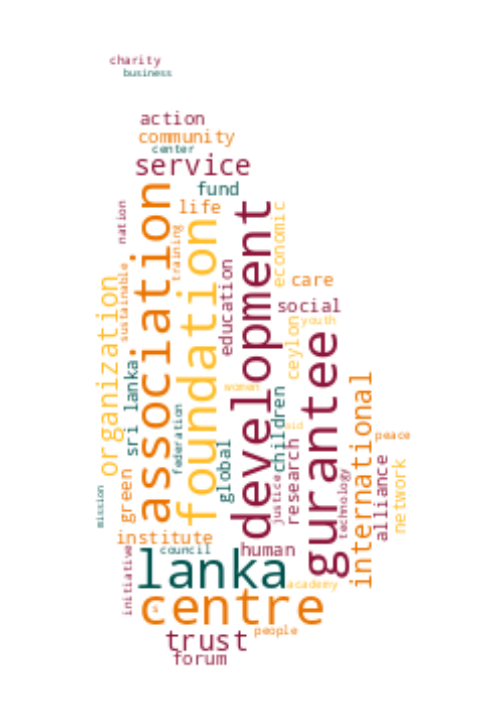 charity
business
action
community
center
service
fund
life
nation
association
foundation
development
economic
training
sustainable
organization
education
care
social
youth
ceylon
gurantee
sri lanka
women
children
international
federation
global
aid
peace
research
alliance
network
justice
technology
green
mission
institute
council
human
initiative
lanka
academy
centre
s
people
trust
forum